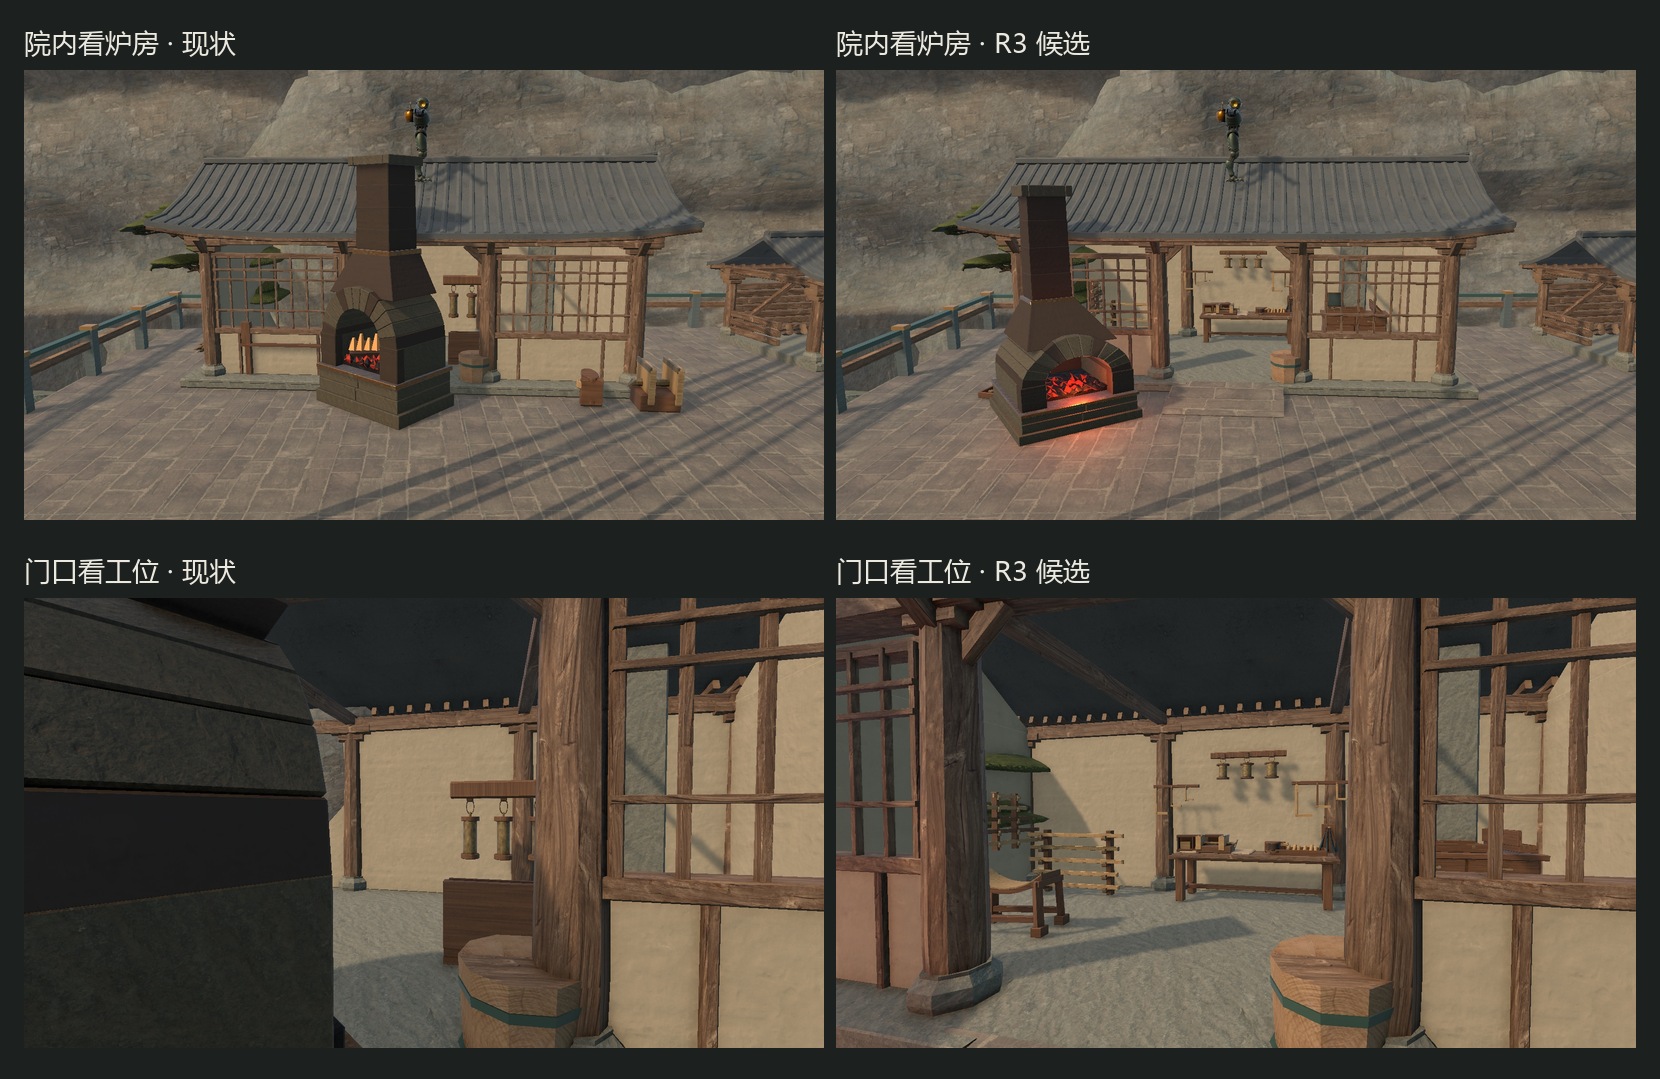 院内看炉房 · 现状
院内看炉房 · R3 候选
门口看工位 · 现状
门口看工位 · R3 候选